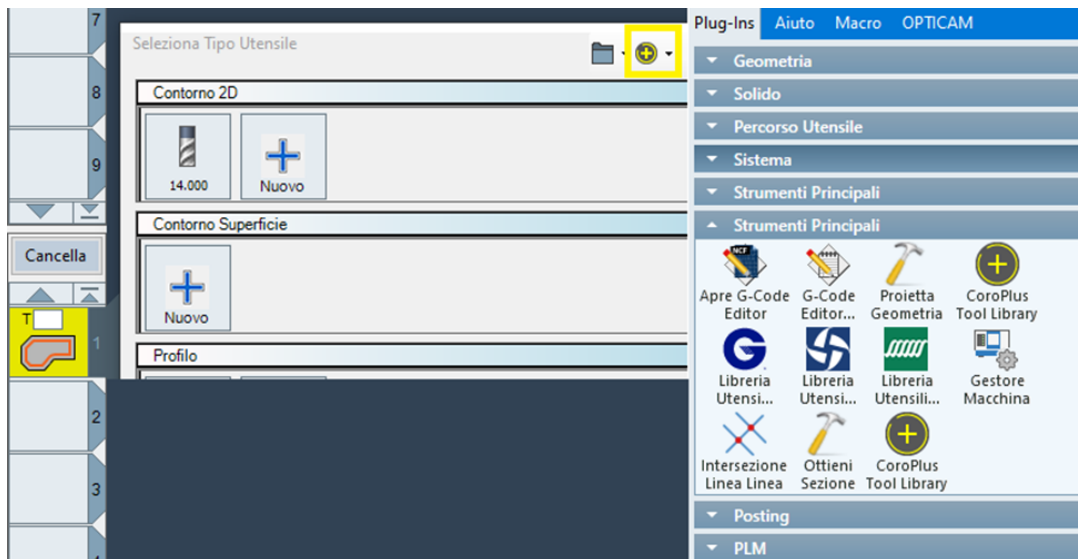 7
8
9
Cancella
T
1
2
3
Seleziona Tipo Utensile
Contorno 2D
14.000
Nuovo
Contorno Superficie
Nuovo
Profilo
Plug-Ins Aiuto Macro OPTICAM
Geometria
Solido
Percorso Utensile
Sistema
Strumenti Principali
Strumenti Principali
NCF
Apre G-Code
Editor
G-Code
Editor...
Proietta
Geometria
CoroPlus
Tool Library
Libreria
Utensi...
Libreria
Utensi...
Libreria
Utensili...
Gestore
Macchina
Intersezione
Linea Linea
Ottieni
Sezione
CoroPlus
Tool Library
Posting
PLM